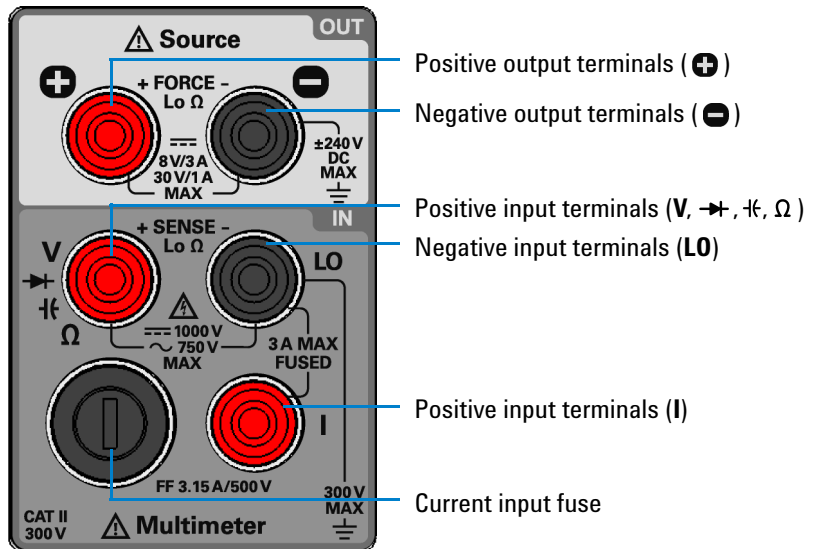 OUT
⚠ Source
+ FORCE –
Lo Ω
8 V/3 A
30 V/1 A
MAX
±240 V
DC
MAX
IN
+ SENSE –
Lo Ω
V
Ω
LO
1000 V
750 V
MAX
3 A MAX
FUSED
I
FF 3.15 A/500 V
300 V
MAX
CAT II
300 V
⚠ Multimeter
Positive output terminals ( + )
Negative output terminals ( – )
Positive input terminals (V, , , Ω )
Negative input terminals (LO)
Positive input terminals (I)
Current input fuse